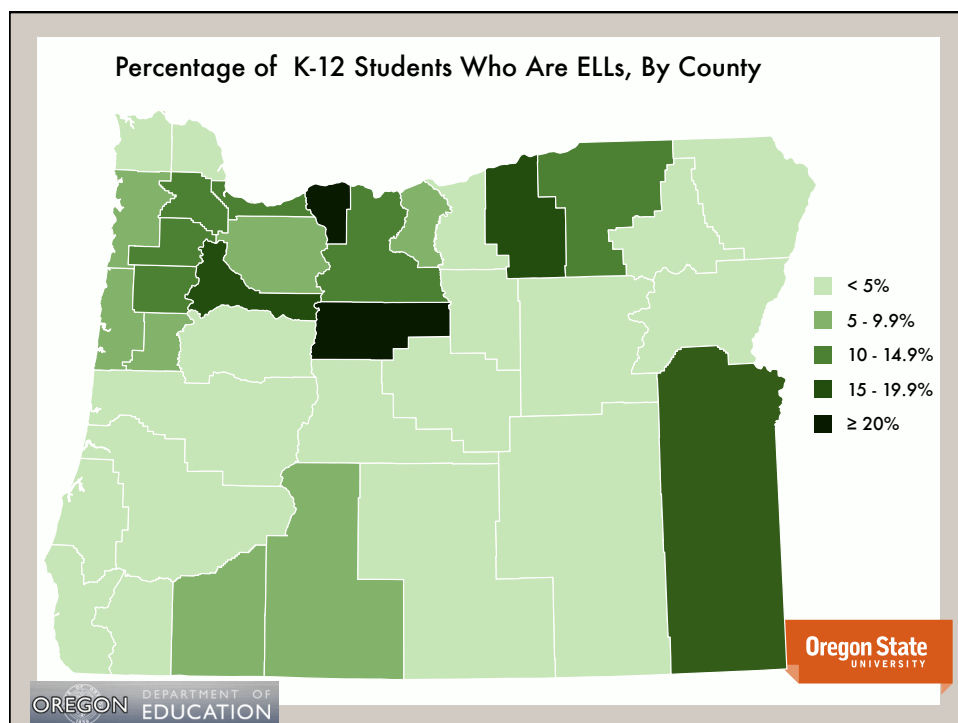 Percentage of K-12 Students Who Are ELLs, By County
< 5%
5 - 9.9%
10 - 14.9%
15 - 19.9%
≥ 20%
Oregon State
UNIVERSITY
OREGON
DEPARTMENT OF
EDUCATION